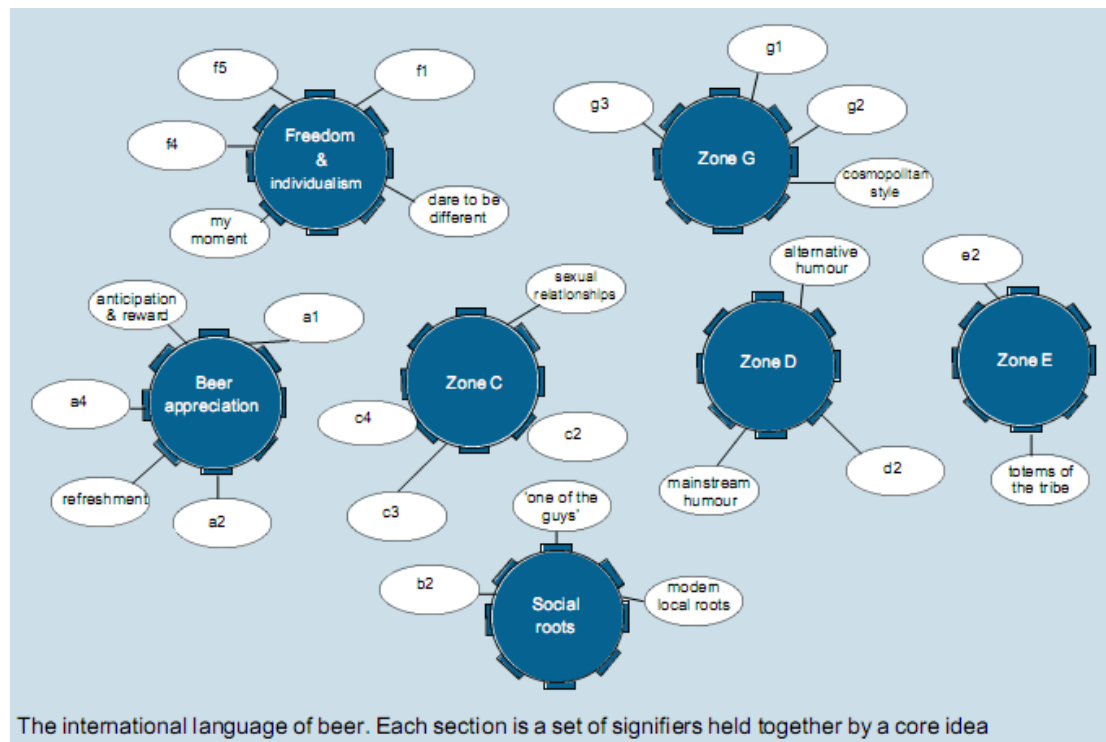 f5
f1
f4
Freedom
&
individualism
my
moment
dare to be
different
g1
g3
g2
Zone G
cosmopolitan
style
anticipation
& reward
a1
Beer
appreciation
a4
refreshment
a2
sexual
relationships
Zone C
c4
c2
c3
alternative
humour
Zone D
mainstream
humour
d2
e2
Zone E
totems of
the tribe
'one of the
guys'
b2
modern
local roots
Social
roots
The international language of beer. Each section is a set of signifiers held together by a core idea